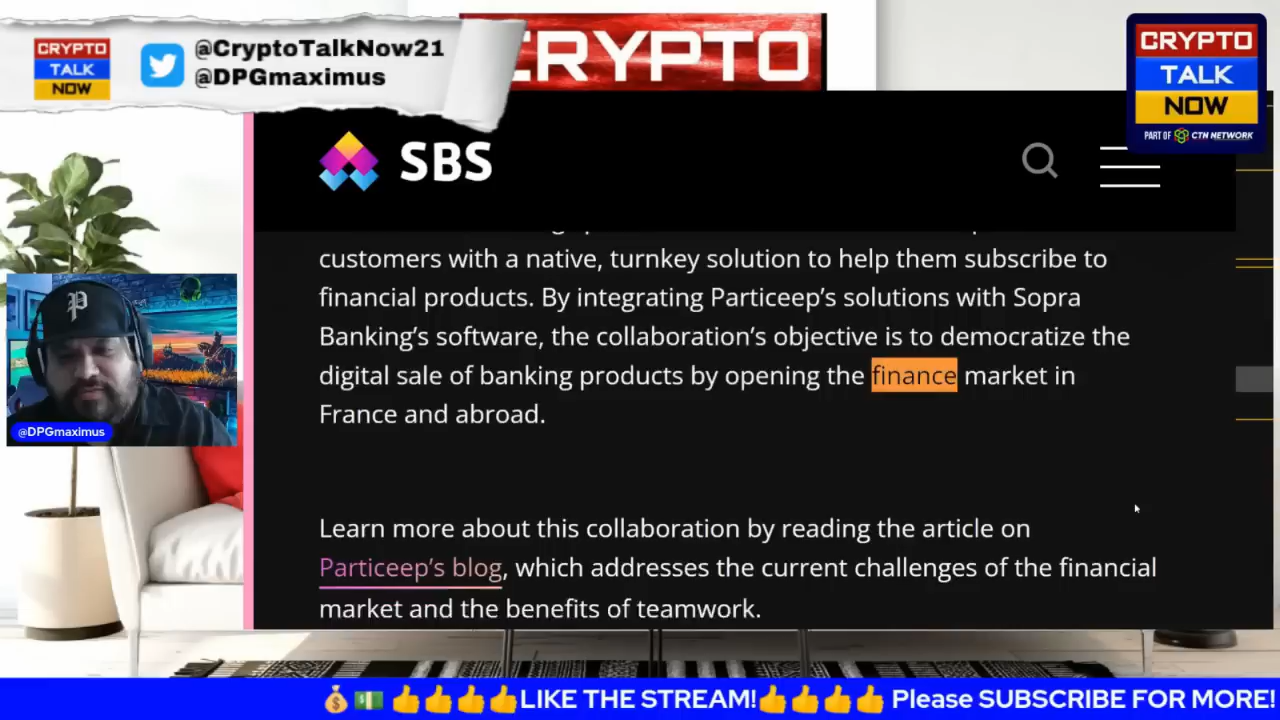 @CryptoTalkNow21
@DPGmaximus
CRYPTO
TALK
NOW
CRYPTO
CRYPTO
TALK
NOW
PART OF CTN NETWORK
SBS
customers with a native, turnkey solution to help them subscribe to
financial products. By integrating Particeep’s solutions with Sopra
Banking’s software, the collaboration’s objective is to democratize the
digital sale of banking products by opening the finance market in
France and abroad.
P
@DPGmaximus
Learn more about this collaboration by reading the article on
Particeep’s blog, which addresses the current challenges of the financial
market and the benefits of teamwork.
💰💵 👍👍👍👍LIKE THE STREAM!👍👍👍👍 Please SUBSCRIBE FOR MORE!